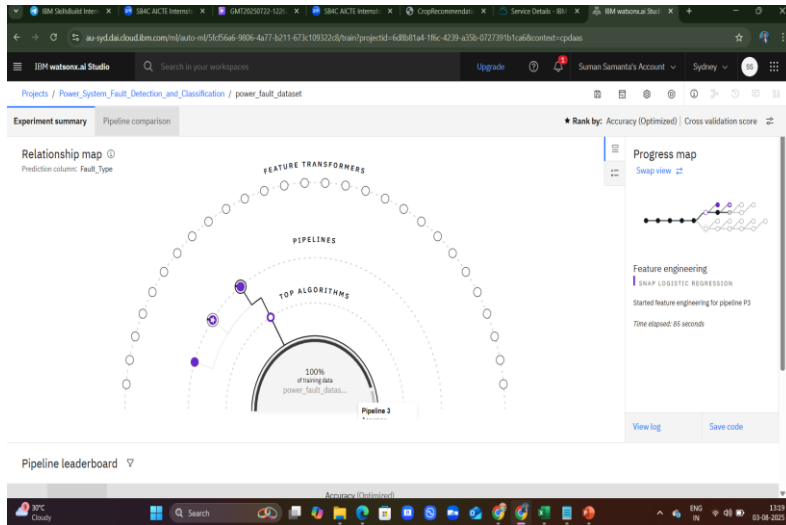 IBM SkillsBuild Intern
SB4C AICTE Internsh
GMT20250722-1226
SB4C AICTE Internsh
CropRecommendatio
Service Details - IBM
IBM watsonx.ai Studi
au-syd.dai.cloud.ibm.com/ml/auto-ml/5fcf56a6-9806-4a77-b211-673c109322c8/train?projectid=6d8b81a4-1f6c-4239-a35b-0727391b1ca6&context=cpdaas
IBM watsonx.ai Studio
Search in your workspaces
Upgrade
1
Suman Samanta's Account
Sydney
SS
Projects / Power_System_Fault_Detection_and_Classification / power_fault_dataset
Experiment summary
Pipeline comparison
★ Rank by: Accuracy (Optimized) | Cross validation score
Relationship map
Prediction column: Fault_Type
FEATURE TRANSFORMERS
PIPELINES
TOP ALGORITHMS
100%
of training data
power_fault_datas...
Pipeline 3
Progress map
Swap view
Feature engineering
SNAP LOGISTIC REGRESSION
Started feature engineering for pipeline P3
Time elapsed: 85 seconds
View log
Save code
Pipeline leaderboard
Accuracy (Optimized)
30°C
Cloudy
Search
ENG
IN
13:19
03-08-2025